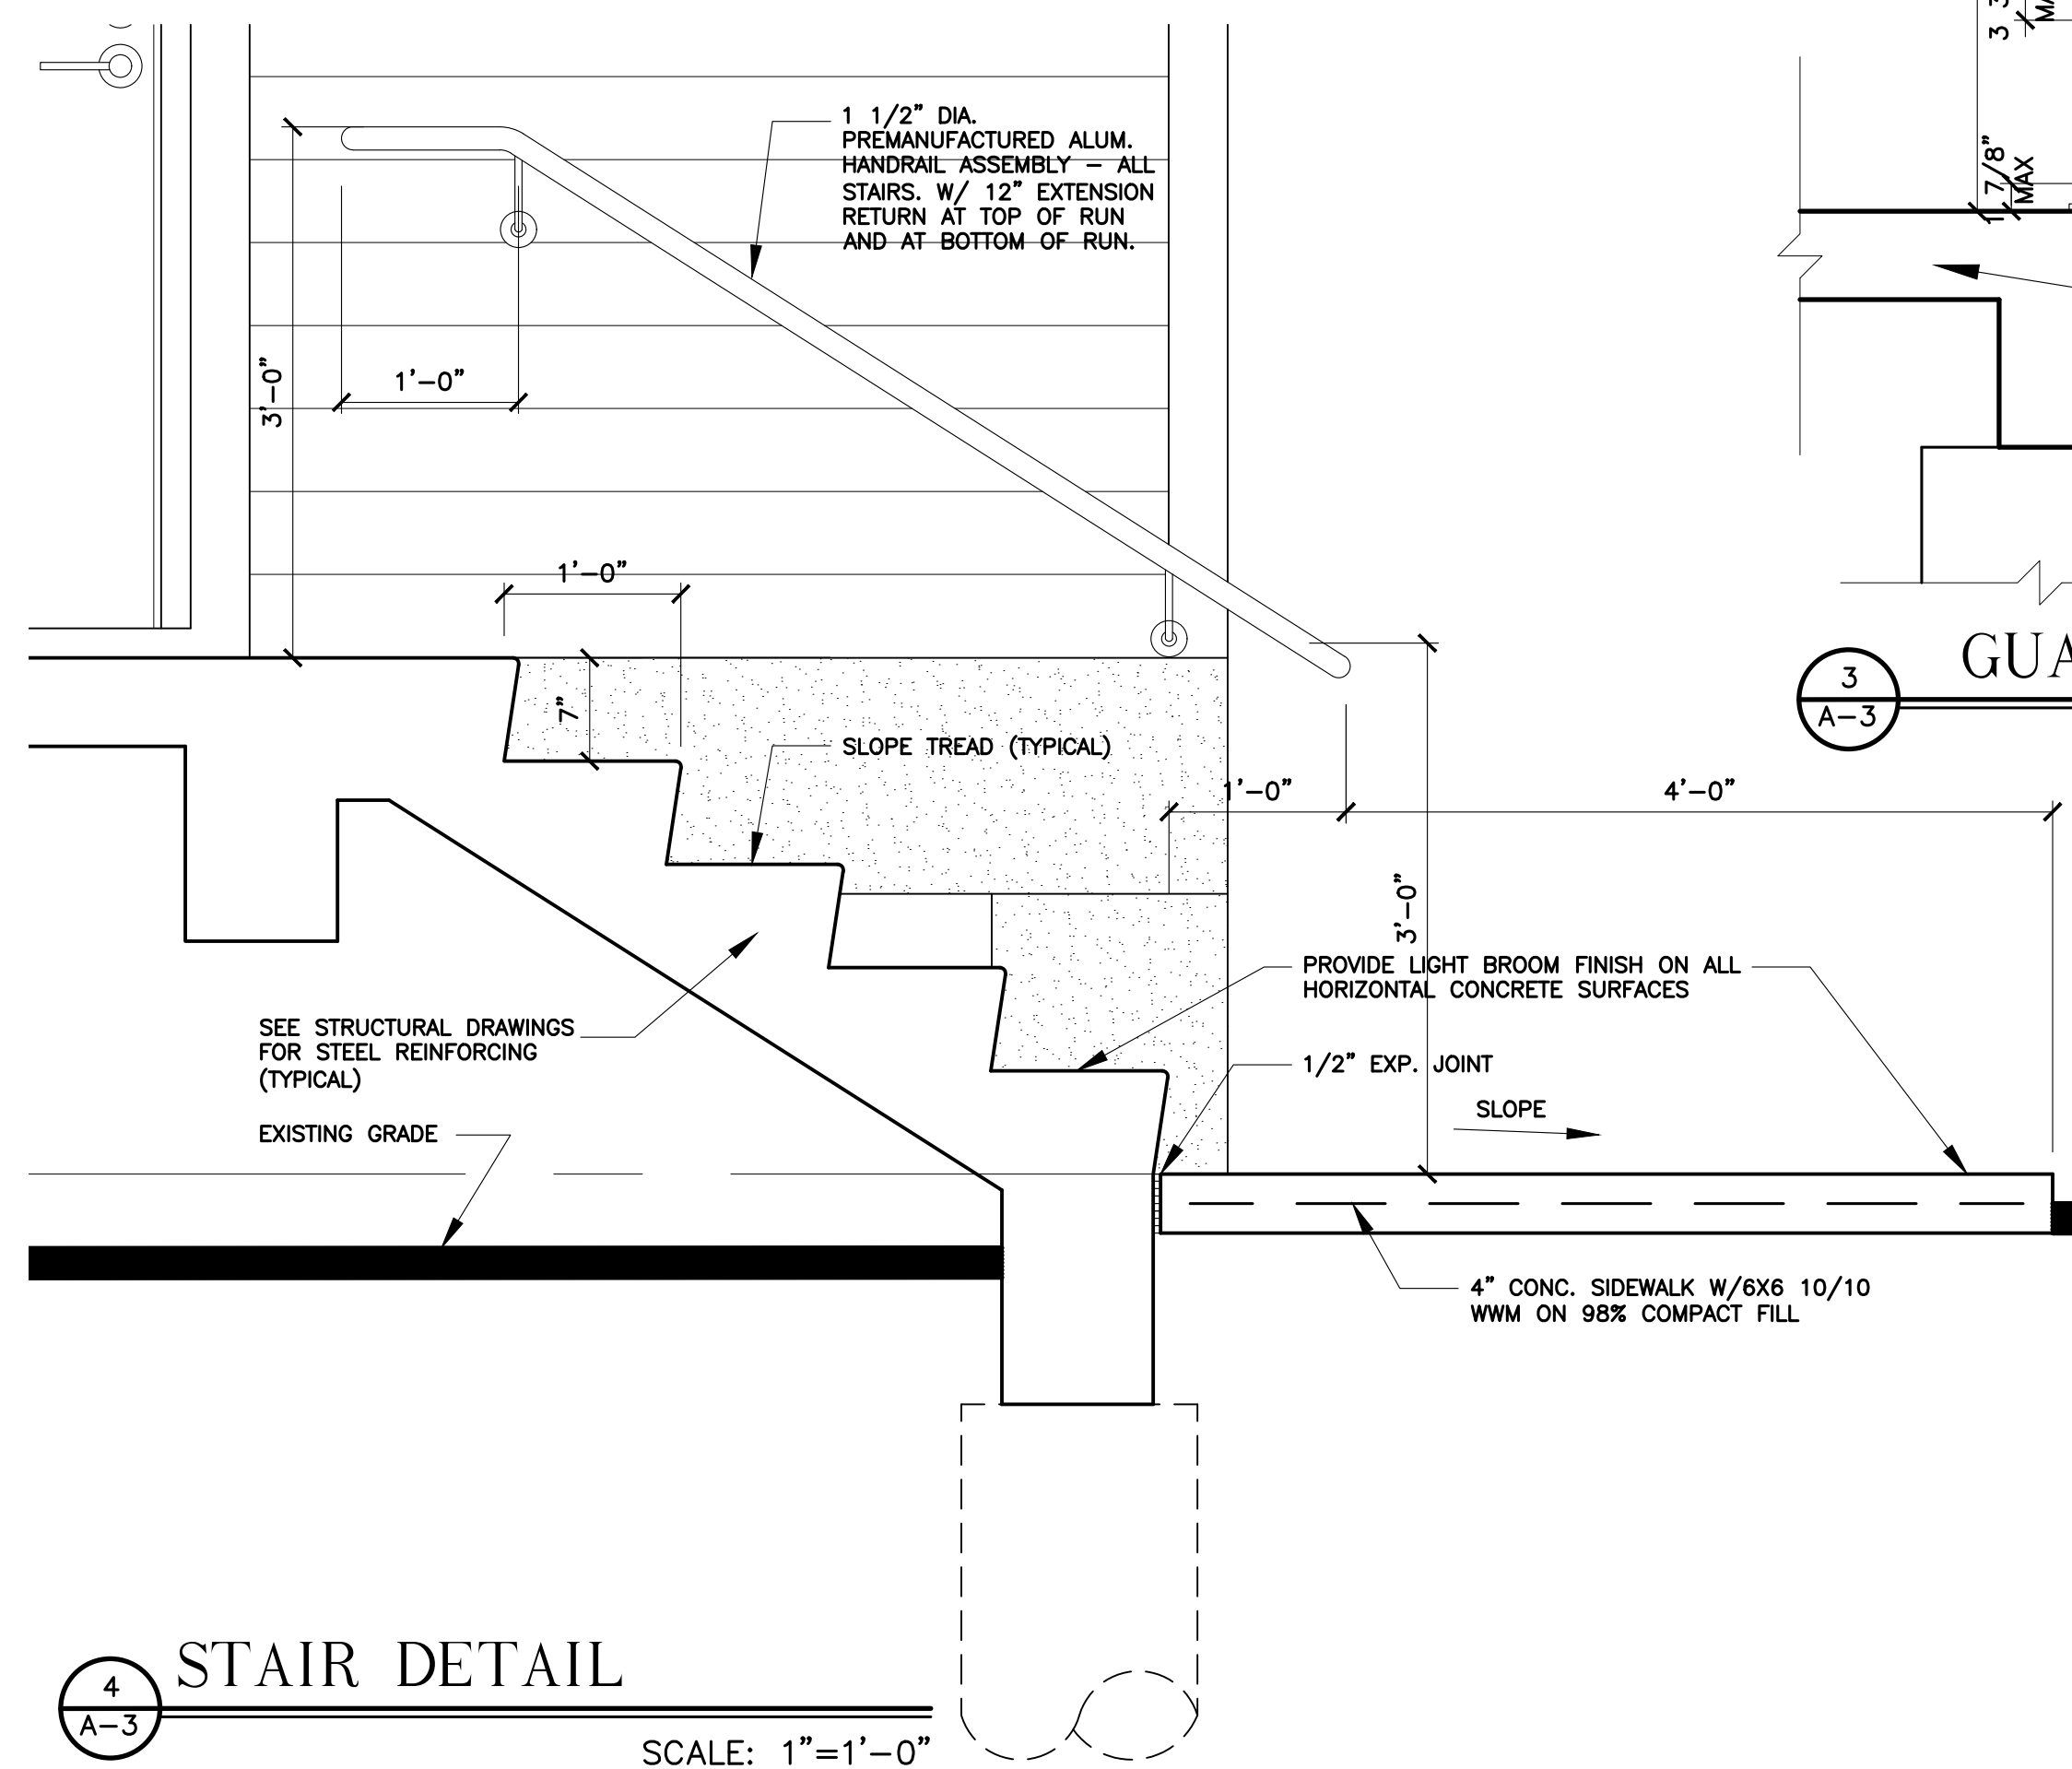 1 1/2" DIA.
PREMANUFACTURED ALUM.
HANDRAIL ASSEMBLY – ALL
STAIRS. W/ 12" EXTENSION
RETURN AT TOP OF RUN
AND AT BOTTOM OF RUN.
3'–0"
1'–0"
1'–0"
7"
SLOPE TREAD (TYPICAL)
1'–0"
4'–0"
3'–0"
PROVIDE LIGHT BROOM FINISH ON ALL
HORIZONTAL CONCRETE SURFACES
1/2" EXP. JOINT
SLOPE
SEE STRUCTURAL DRAWINGS
FOR STEEL REINFORCING
(TYPICAL)
EXISTING GRADE
4" CONC. SIDEWALK W/6X6 10/10
WWM ON 98% COMPACT FILL
4
A–3
STAIR DETAIL
SCALE: 1"=1'–0"
1 7/8"
MAX
3
A–3
GUA